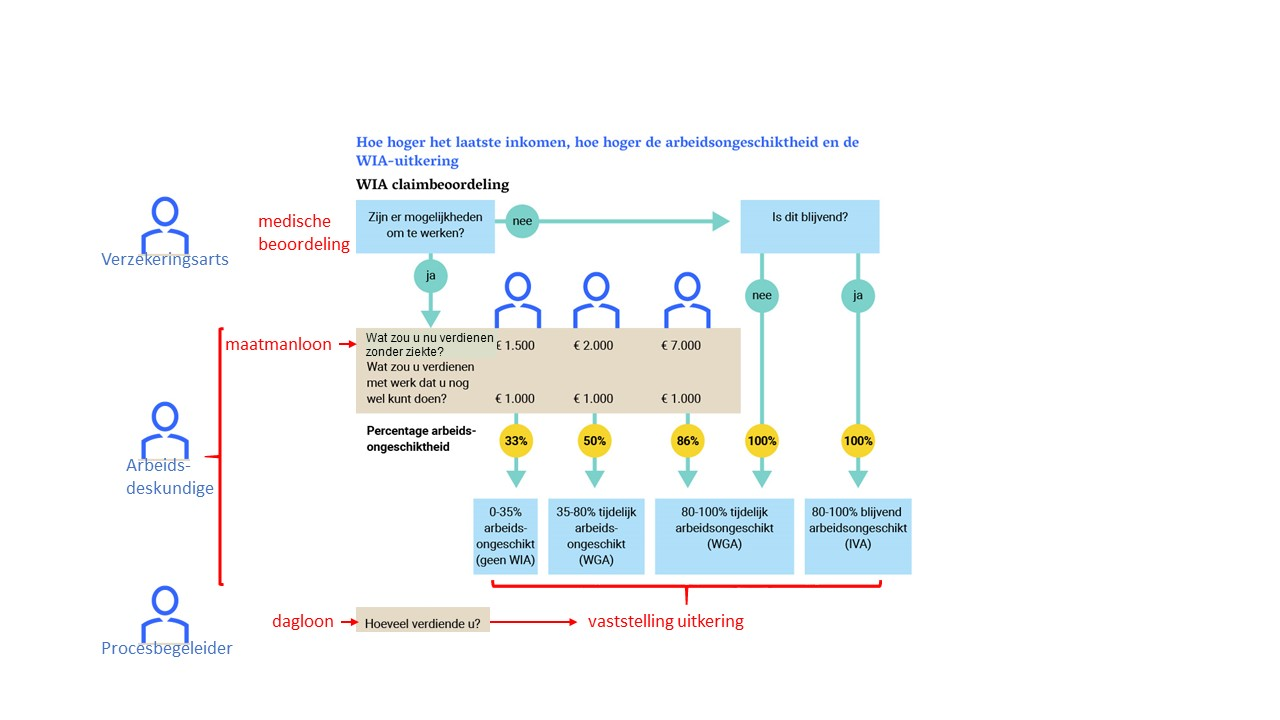 Hoe hoger het laatste inkomen, hoe hoger de arbeidsongeschiktheid en de
WIA-uitkering
WIA claimbeoordeling
Verzekeringsarts
medische
beoordeling
Zijn er mogelijkheden
om te werken?
nee
Is dit blijvend?
ja
nee
ja
maatmanloon
Wat zou u nu verdienen
zonder ziekte?
€ 1.500
€ 2.000
€ 7.000
Wat zou u verdienen
met werk dat u nog
wel kunt doen?
€ 1.000
€ 1.000
€ 1.000
Arbeids-
deskundige
Percentage arbeids-
ongeschiktheid
33%
50%
86%
100%
100%
0-35%
arbeids-
ongeschikt
(geen WIA)
35-80% tijdelijk
arbeids-
ongeschikt
(WGA)
80-100% tijdelijk
arbeidsongeschikt
(WGA)
80-100% blijvend
arbeidsongeschikt
(IVA)
Procesbegeleider
dagloon
Hoeveel verdiende u?
vaststelling uitkering